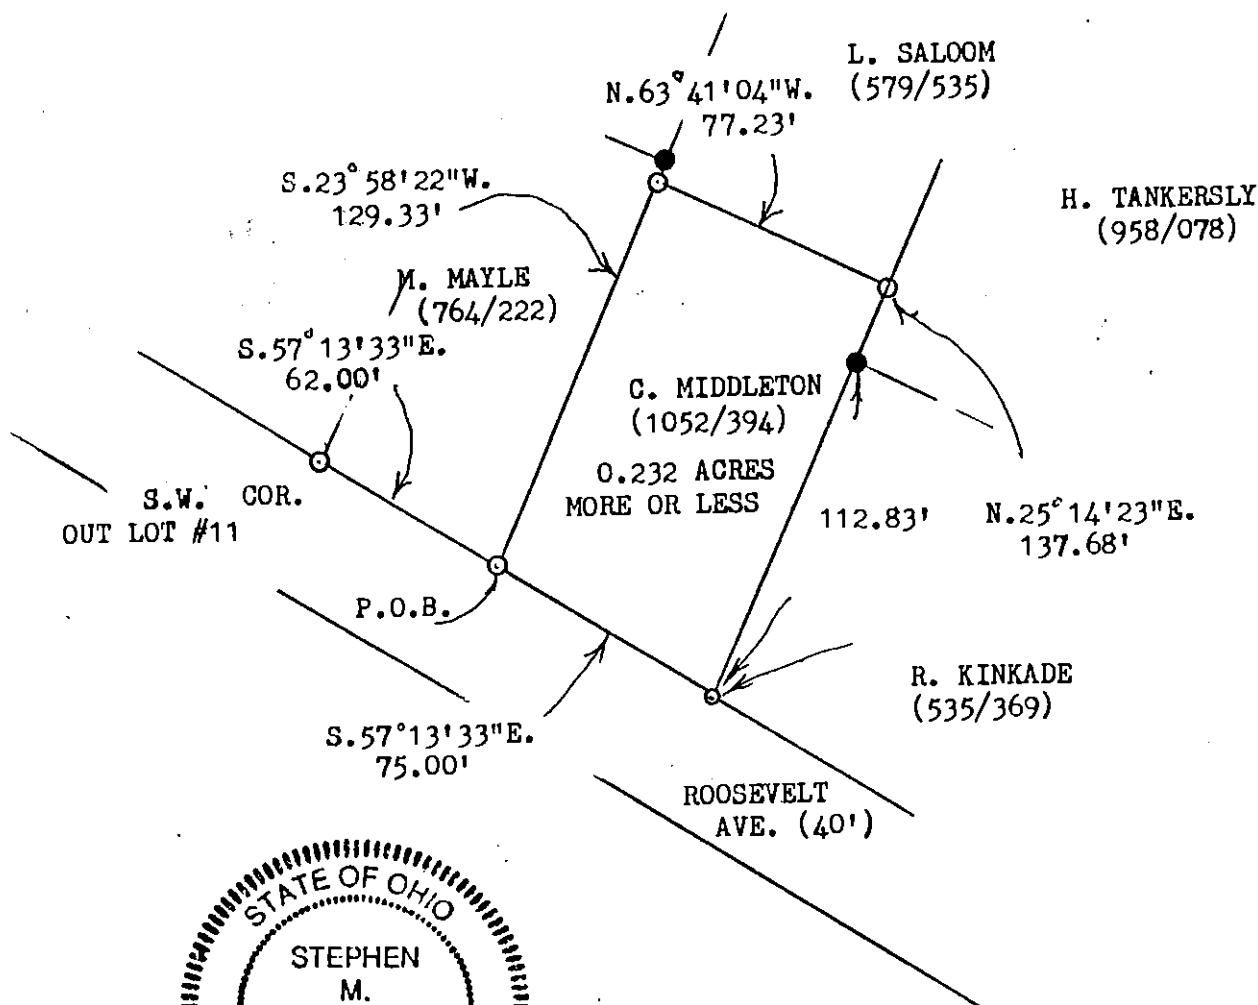 L. SALOOM
(579/535)
N.63°41'04"W.
77.23'
H. TANKERSLY
(958/078)
S.23°58'22"W.
129.33'
M. MAYLE
(764/222)
S.57°13'33"E.
62.00'
C. MIDDLETON
(1052/394)
0.232 ACRES
MORE OR LESS
S.W. COR.
OUT LOT #11
112.83'
N.25°14'23"E.
137.68'
P.O.B.
R. KINKADE
(535/369)
S.57°13'33"E.
75.00'
ROOSEVELT
AVE. (40')
STATE OF OHIO
STEPHEN
M.